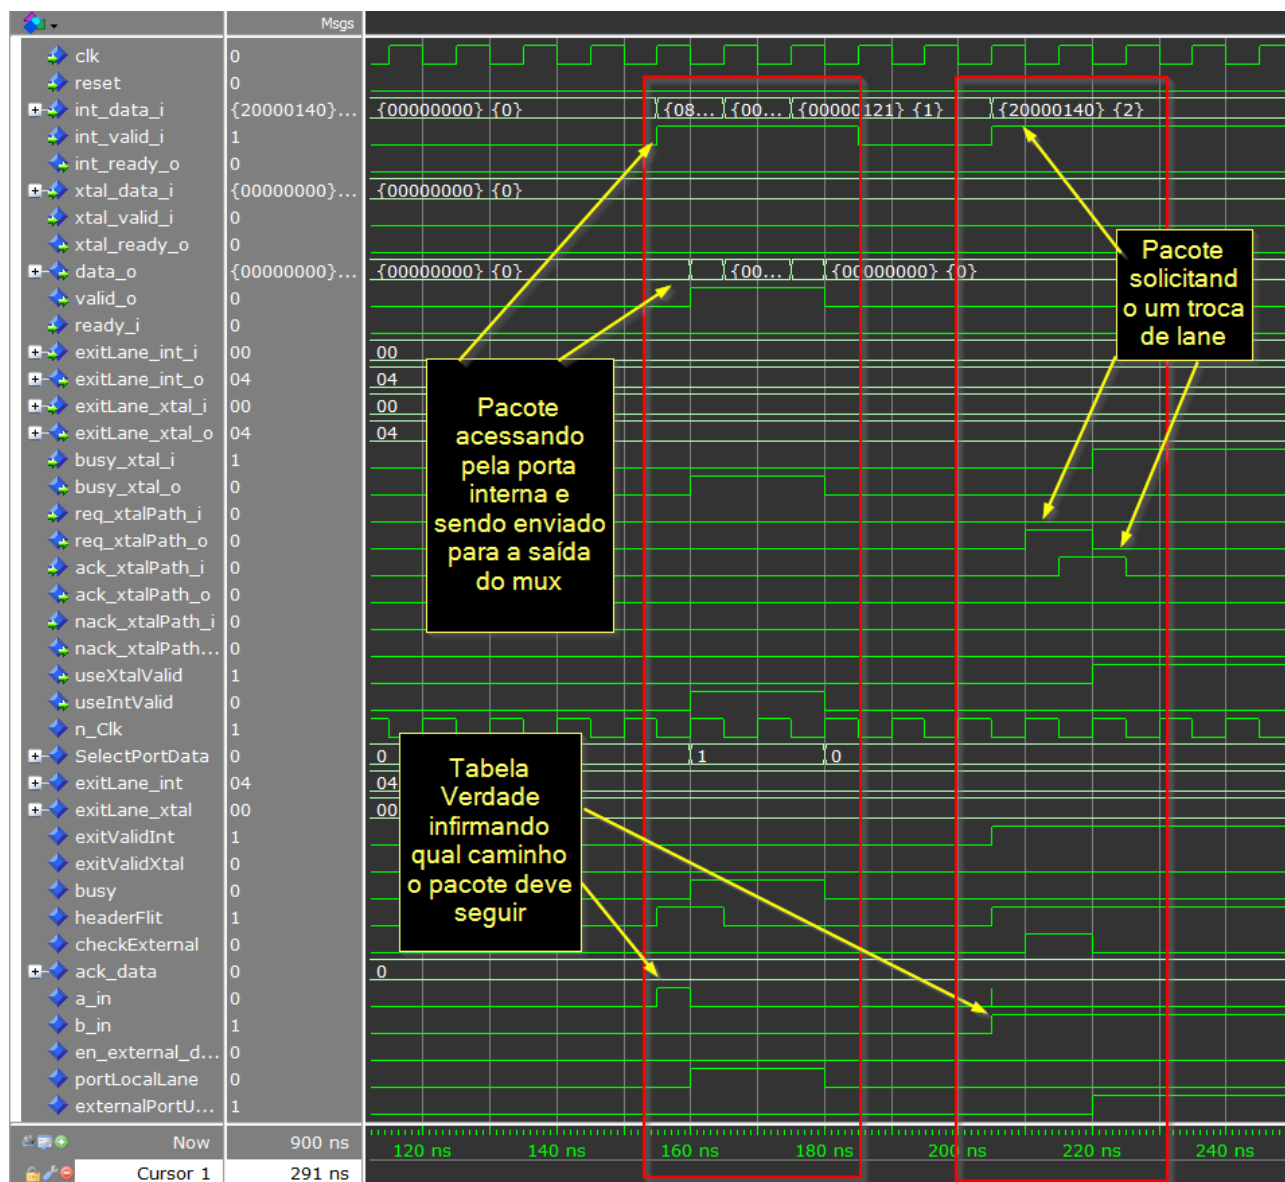 Msgs
clk 0
reset 0
int_data_i {20000140}... {00000000} {0} {08... {00... {00000121} {1} {20000140} {2}
int_valid_i 1
int_ready_o 0
xtal_data_i {00000000}... {00000000} {0}
xtal_valid_i 0
xtal_ready_o 0
data_o {00000000}... {00000000} {0} {00... {00000000} {0}
valid_o 0
ready_i 0
exitLane_int_i 00 00
exitLane_int_o 04 04
exitLane_xtal_i 00 00
exitLane_xtal_o 04 04
busy_xtal_i 1
busy_xtal_o 0
req_xtalPath_i 0
req_xtalPath_o 0
ack_xtalPath_i 0
ack_xtalPath_o 0
nack_xtalPath_i 0
nack_xtalPath... 0
useXtalValid 1
useIntValid 0
n_Clk 1
SelectPortData 0 0 1 0
exitLane_int 04 04
exitLane_xtal 00 00
exitValidInt 1
exitValidXtal 0
busy 0
headerFlit 1
checkExternal 0
ack_data 0 0
a_in 0
b_in 1
en_external_d... 0
portLocalLane 0
externalPortU... 1
Now 900 ns
Cursor 1 291 ns
120 ns 140 ns 160 ns 180 ns 200 ns 220 ns 240 ns
Pacote
acessando
pela porta
interna e
sendo enviado
para a saída
do mux
Pacote
solicitand
o um troca
de lane
Tabela
Verdade
infirmando
qual caminho
o pacote deve
seguir